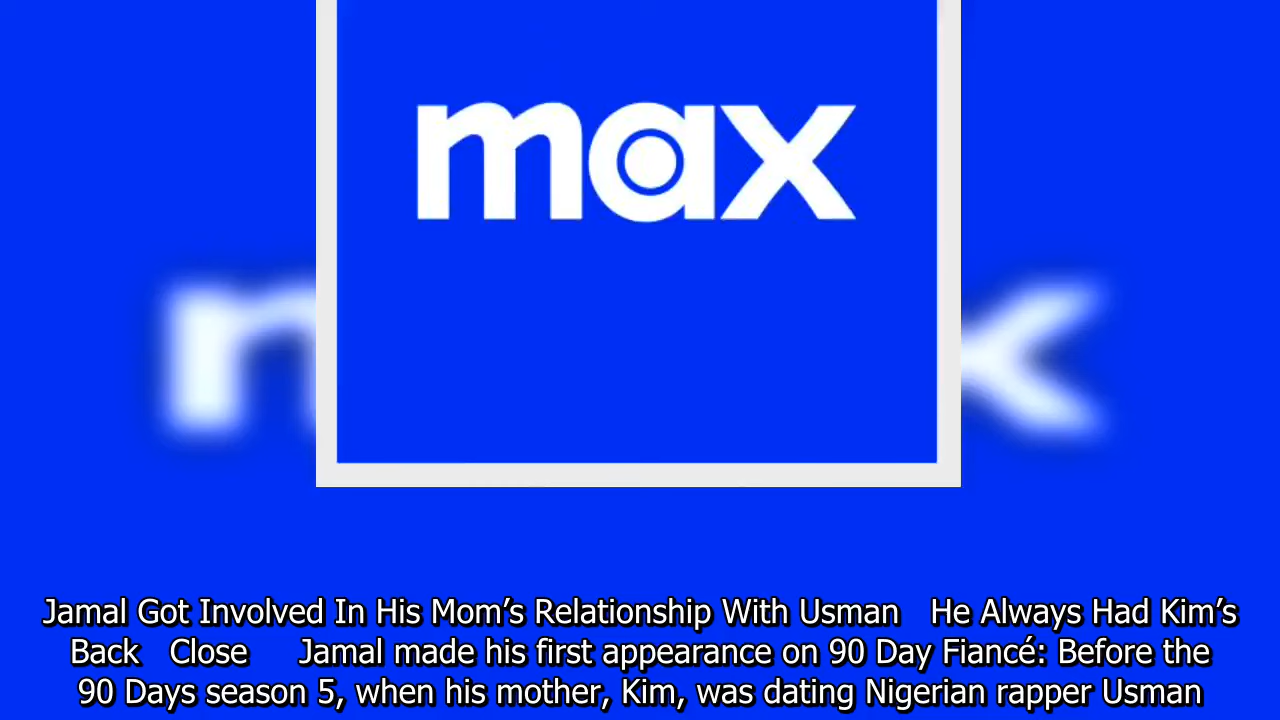 max
Jamal Got Involved In His Mom’s Relationship With Usman He Always Had Kim’s
Back Close Jamal made his first appearance on 90 Day Fiancé: Before the
90 Days season 5, when his mother, Kim, was dating Nigerian rapper Usman